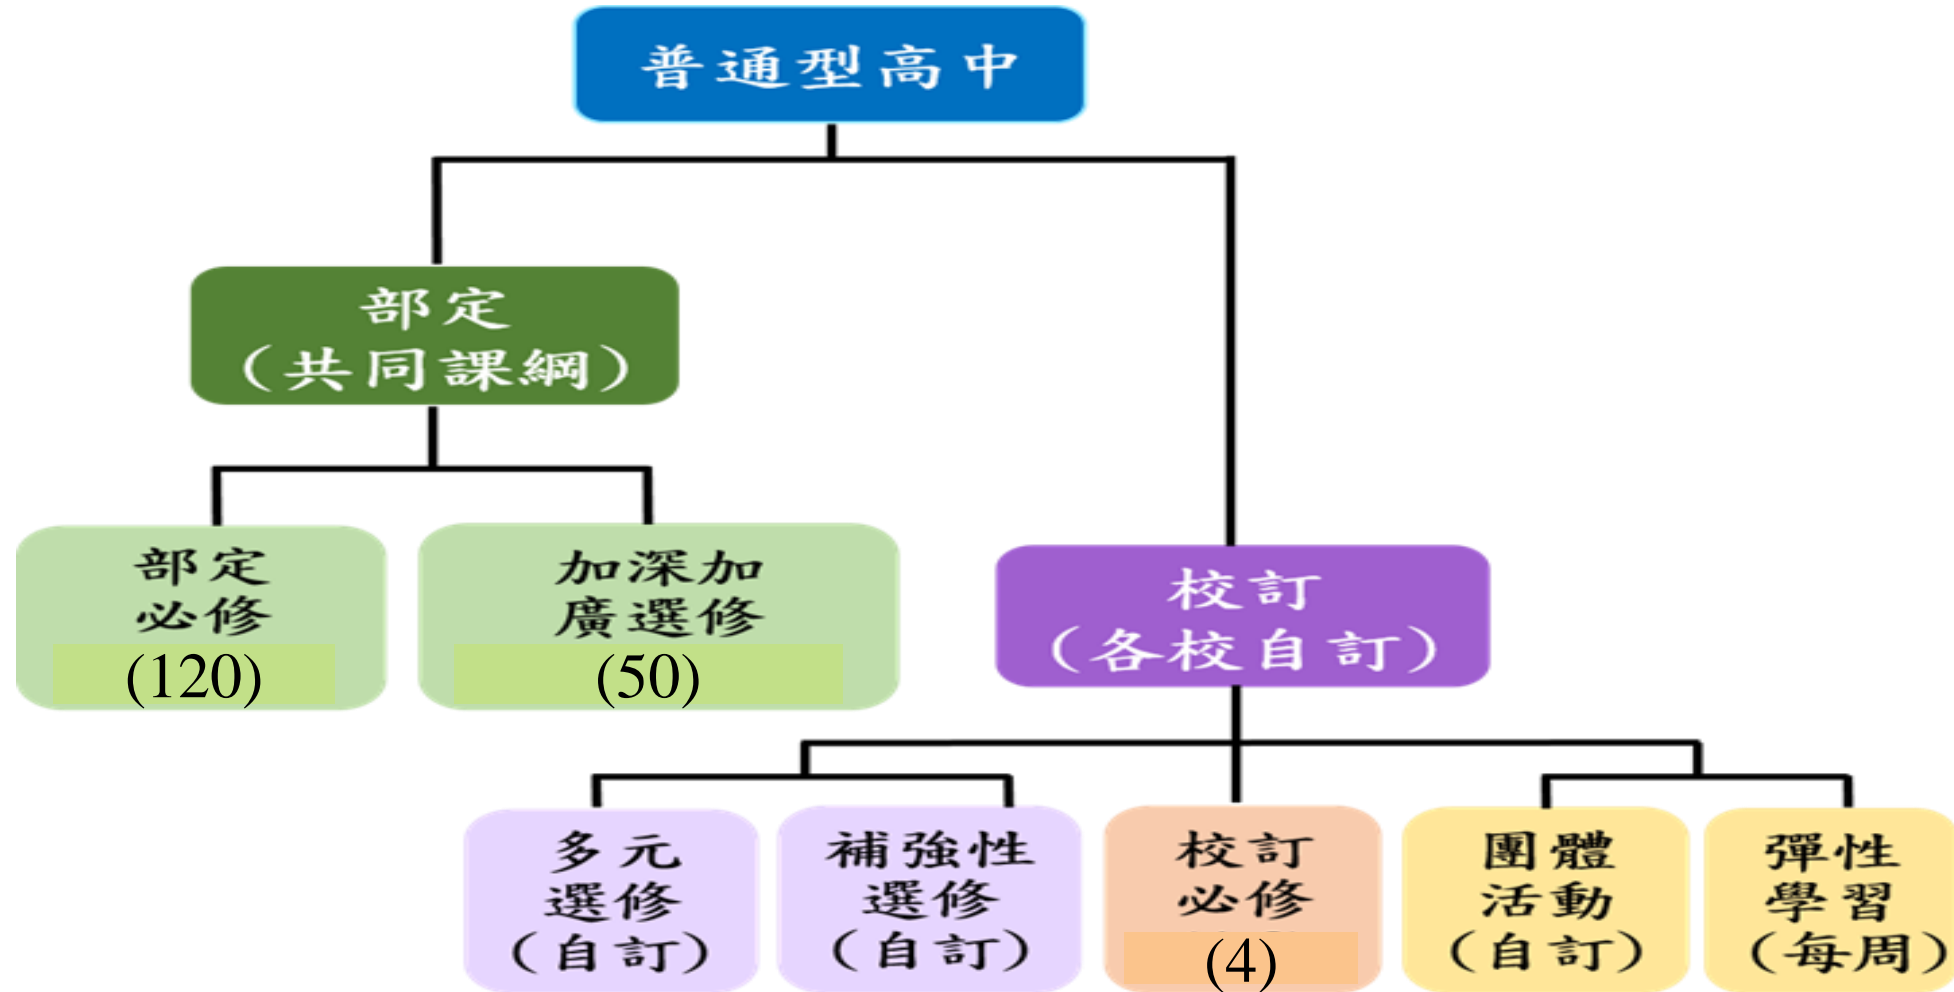 普通型高中
部定
（共同課綱）
部定
必修
(120)
加深加
廣選修
(50)
校訂
（各校自訂）
多元
選修
（自訂）
補強性
選修
（自訂）
校訂
必修
(4)
團體
活動
（自訂）
彈性
學習
（每周）